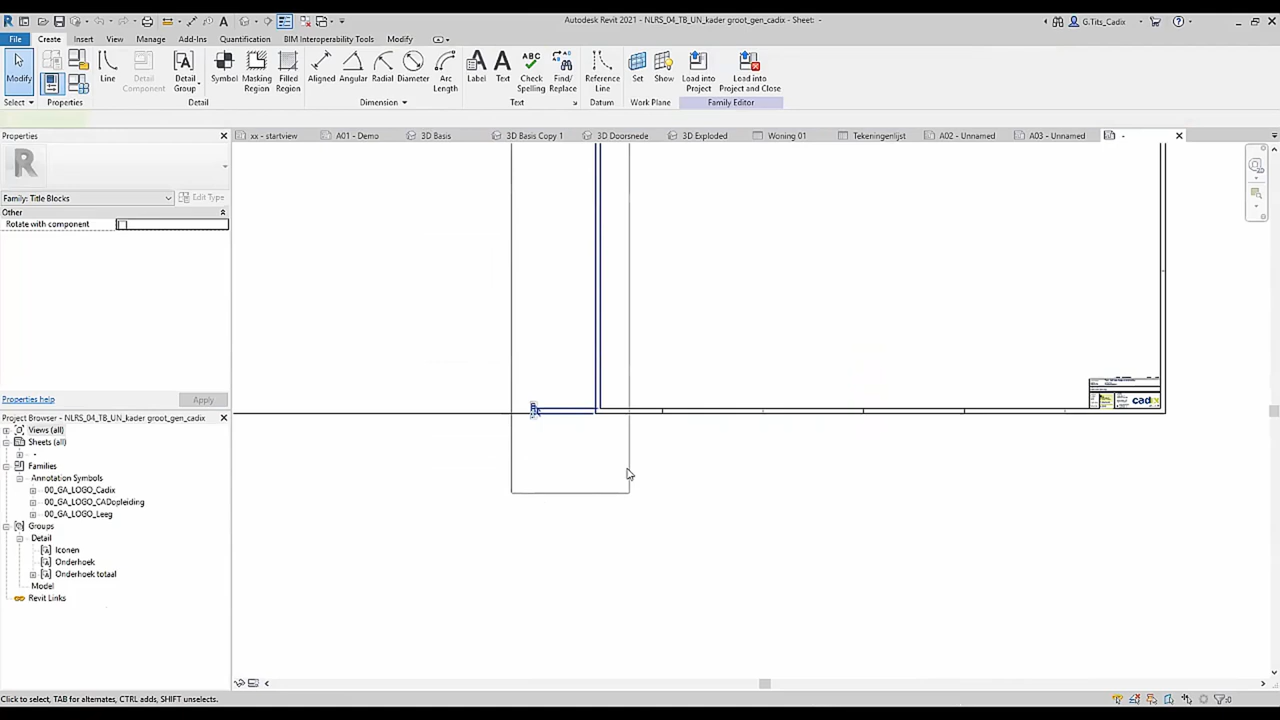 Autodesk Revit 2021 - NLRS_04_TB_UN_kader groot_gen_cadix - Sheet: -
G.Tits_Cadix
File Create Insert View Manage Add-Ins Quantification BIM Interoperability Tools Modify
Modify Line Detail Component Detail Group Symbol Masking Region Filled Region Aligned Angular Radial Diameter Arc Length Label Text Check Spelling Find/ Replace Reference Line Set Show Load into Project Load into Project and Close
Select Properties Detail Dimension Text Datum Work Plane Family Editor
Properties
xx - startview A01 - Demo 3D Basis 3D Basis Copy 1 3D Doorsnede 3D Exploded Woning 01 Tekeningenlijst A02 - Unnamed A03 - Unnamed -
Family: Title Blocks Edit Type
Other
Rotate with component
cadix
Properties help Apply
Project Browser - NLRS_04_TB_UN_kader groot_gen_cadix
Views (all)
Sheets (all)
-
Families
Annotation Symbols
00_GA_LOGO_Cadix
00_GA_LOGO_CADopleiding
00_GA_LOGO_Leeg
Groups
Detail
Iconen
Onderhoek
Onderhoek totaal
Model
Revit Links
Click to select, TAB for alternates, CTRL adds, SHIFT unselects.
:0